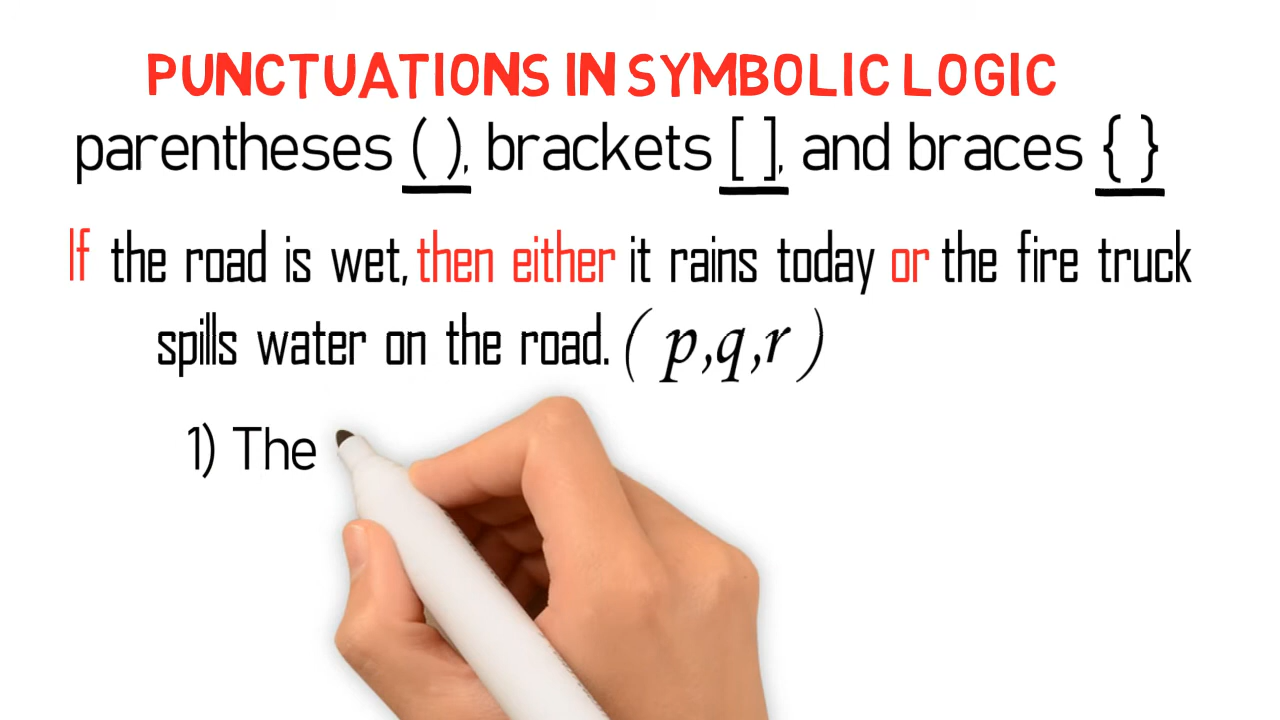 PUNCTUATIONS IN SYMBOLIC LOGIC
parentheses ( ), brackets [ ], and braces { }
If the road is wet, then either it rains today or the fire truck
spills water on the road. ( p,q,r )
1) The